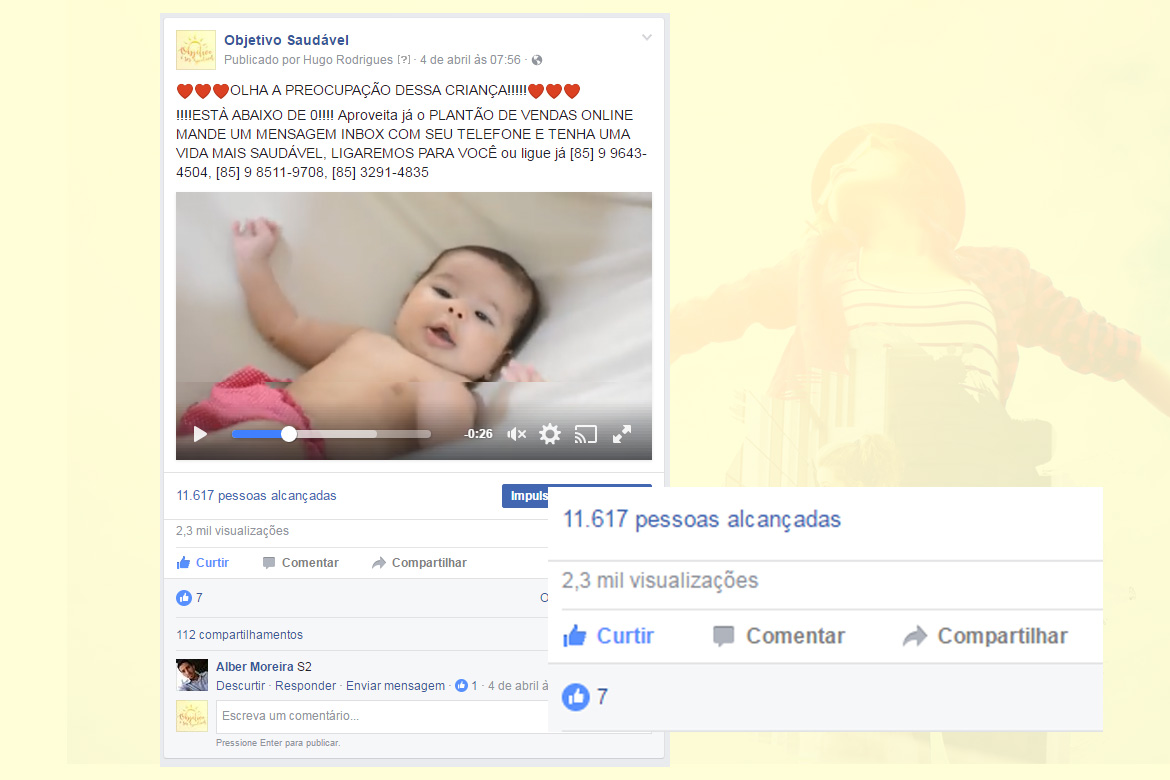 Objetivo Saudável
Publicado por Hugo Rodrigues [?] · 4 de abril ás 07:56 ·
OLHA A PREOCUPAÇÃO DESSA CRIANÇA!!!!!
!!!!ESTÁ ABAIXO DE 0!!!! Aproveita já o PLANTÃO DE VENDAS ONLINE
MANDE UM MENSAGEM INBOX COM SEU TELEFONE E TENHA UMA
VIDA MAIS SAUDÁVEL, LIGAREMOS PARA VOCÊ ou ligue já [85] 9 9643-
4504, [85] 9 8511-9708, [85] 3291-4835
-0:26
11.617 pessoas alcançadas
Impuls
2,3 mil visualizações
Curtir Comentar Compartilhar
7 O
112 compartilhamentos
Alber Moreira S2
Descurtir · Responder · Enviar mensagem · 1 · 4 de abril á
Escreva um comentário...
Pressione Enter para publicar.
11.617 pessoas alcançadas
2,3 mil visualizações
Curtir Comentar Compartilhar
7